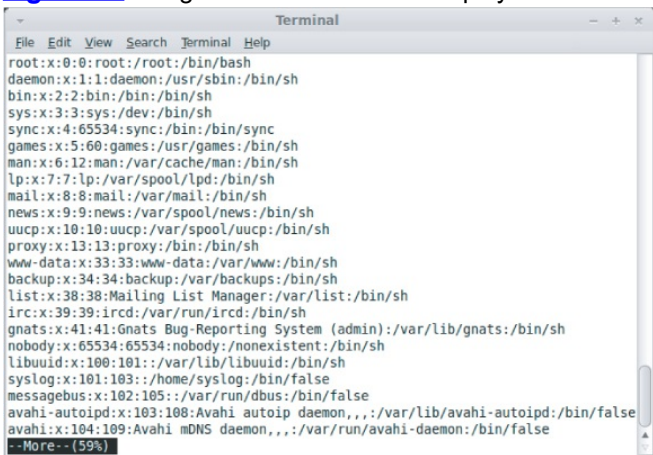 Terminal
File Edit View Search Terminal Help
root:x:0:0:root:/root:/bin/bash
daemon:x:1:1:daemon:/usr/sbin:/bin/sh
bin:x:2:2:bin:/bin:/bin/sh
sys:x:3:3:sys:/dev:/bin/sh
sync:x:4:65534:sync:/bin:/bin/sync
games:x:5:60:games:/usr/games:/bin/sh
man:x:6:12:man:/var/cache/man:/bin/sh
lp:x:7:7:lp:/var/spool/lpd:/bin/sh
mail:x:8:8:mail:/var/mail:/bin/sh
news:x:9:9:news:/var/spool/news:/bin/sh
uucp:x:10:10:uucp:/var/spool/uucp:/bin/sh
proxy:x:13:13:proxy:/bin:/bin/sh
www-data:x:33:33:www-data:/var/www:/bin/sh
backup:x:34:34:backup:/var/backups:/bin/sh
list:x:38:38:Mailing List Manager:/var/list:/bin/sh
irc:x:39:39:ircd:/var/run/ircd:/bin/sh
gnats:x:41:41:Gnats Bug-Reporting System (admin):/var/lib/gnats:/bin/sh
nobody:x:65534:65534:nobody:/nonexistent:/bin/sh
libuuid:x:100:101::/var/lib/libuuid:/bin/sh
syslog:x:101:103::/home/syslog:/bin/false
messagebus:x:102:105::/var/run/dbus:/bin/false
avahi-autoipd:x:103:108:Avahi autoip daemon,,,:/var/lib/avahi-autoipd:/bin/false
avahi:x:104:109:Avahi mDNS daemon,,,:/var/run/avahi-daemon:/bin/false
--More--(59%)